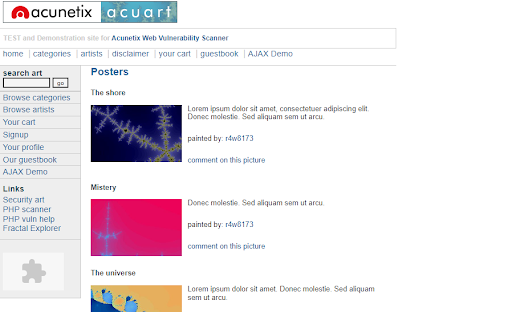 acunetix acuart
TEST and Demonstration site for Acunetix Web Vulnerability Scanner
home | categories | artists | disclaimer | your cart | guestbook | AJAX Demo
search art
go
Browse categories
Browse artists
Your cart
Signup
Your profile
Our guestbook
AJAX Demo
Links
Security art
PHP scanner
PHP vuln help
Fractal Explorer
Posters
The shore
Lorem ipsum dolor sit amet, consectetuer adipiscing elit.
Donec molestie. Sed aliquam sem ut arcu.
painted by: r4w8173
comment on this picture
Mistery
Donec molestie. Sed aliquam sem ut arcu.
painted by: r4w8173
comment on this picture
The universe
Lorem ipsum dolor sit amet. Donec molestie. Sed aliquam
sem ut arcu.